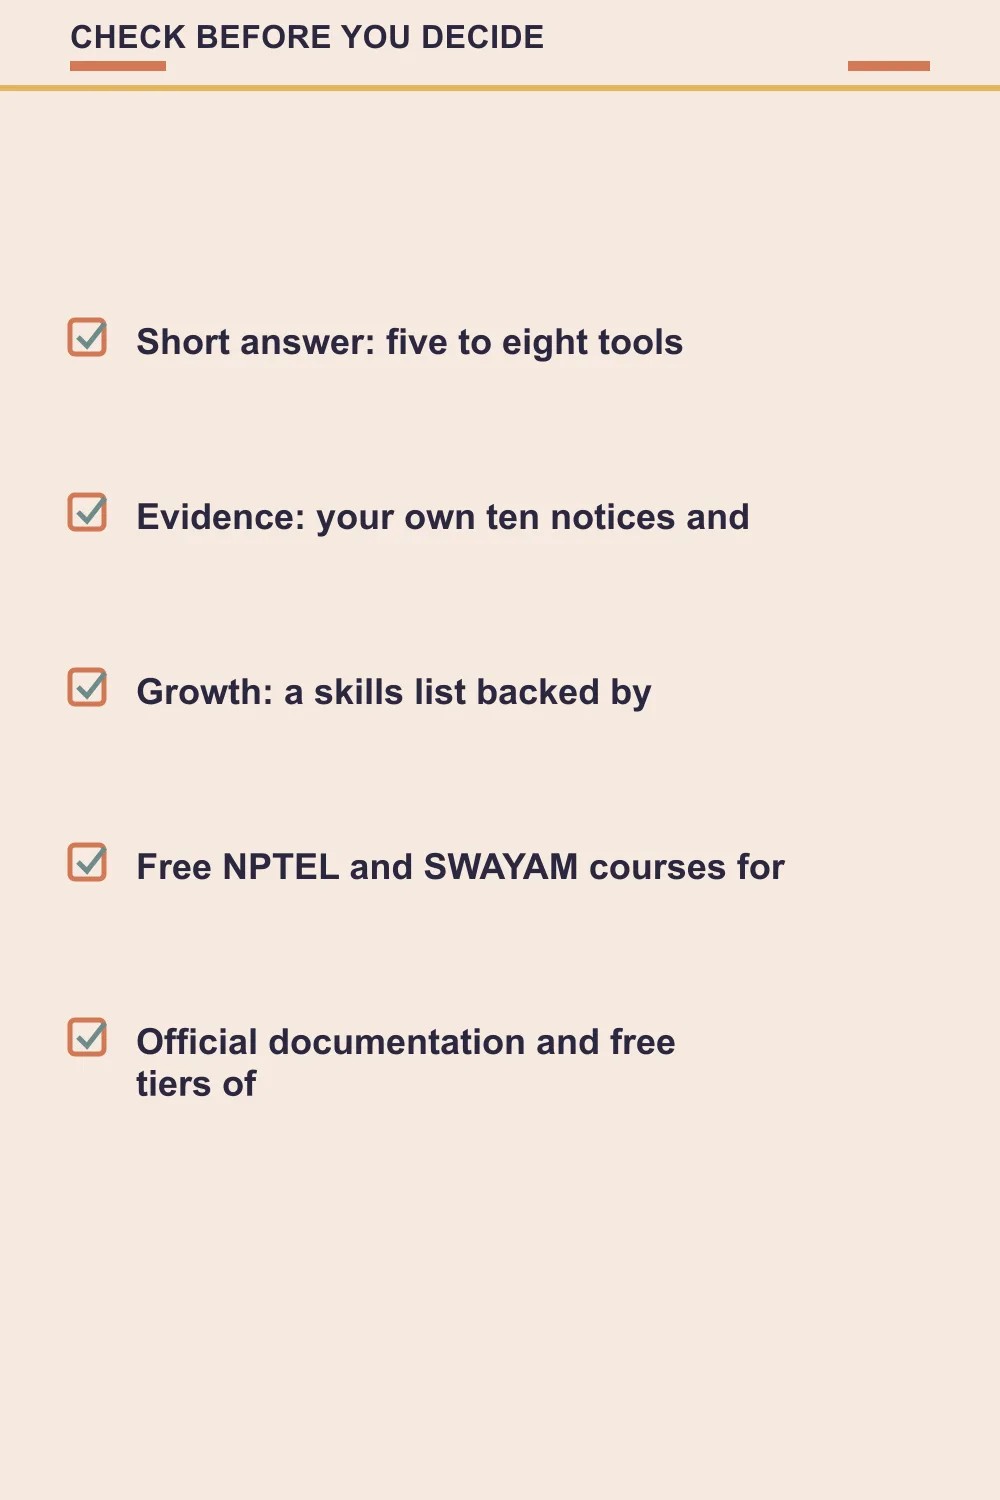 CHECK BEFORE YOU DECIDE
Short answer: five to eight tools
Evidence: your own ten notices and
Growth: a skills list backed by
Free NPTEL and SWAYAM courses for
Official documentation and free
tiers of